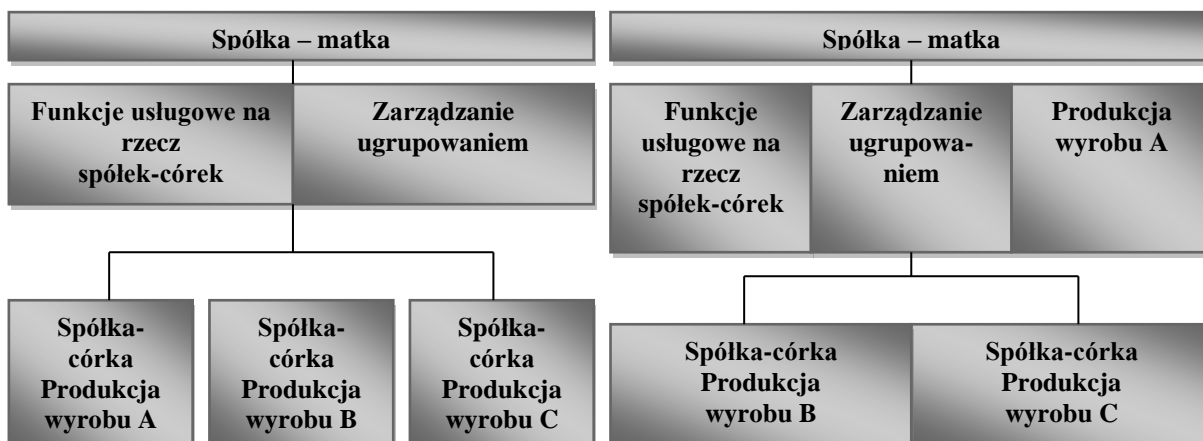 Spółka – matka
Funkcje usługowe na
rzecz
spółek-córek
Zarządzanie
ugrupowaniem
Spółka-
córka
Produkcja
wyrobu A
Spółka-
córka
Produkcja
wyrobu B
Spółka-
córka
Produkcja
wyrobu C
Spółka – matka
Funkcje
usługowe na
rzecz
spółek-córek
Zarządzanie
ugrupowa-
niem
Produkcja
wyrobu A
Spółka-córka
Produkcja
wyrobu B
Spółka-córka
Produkcja
wyrobu C